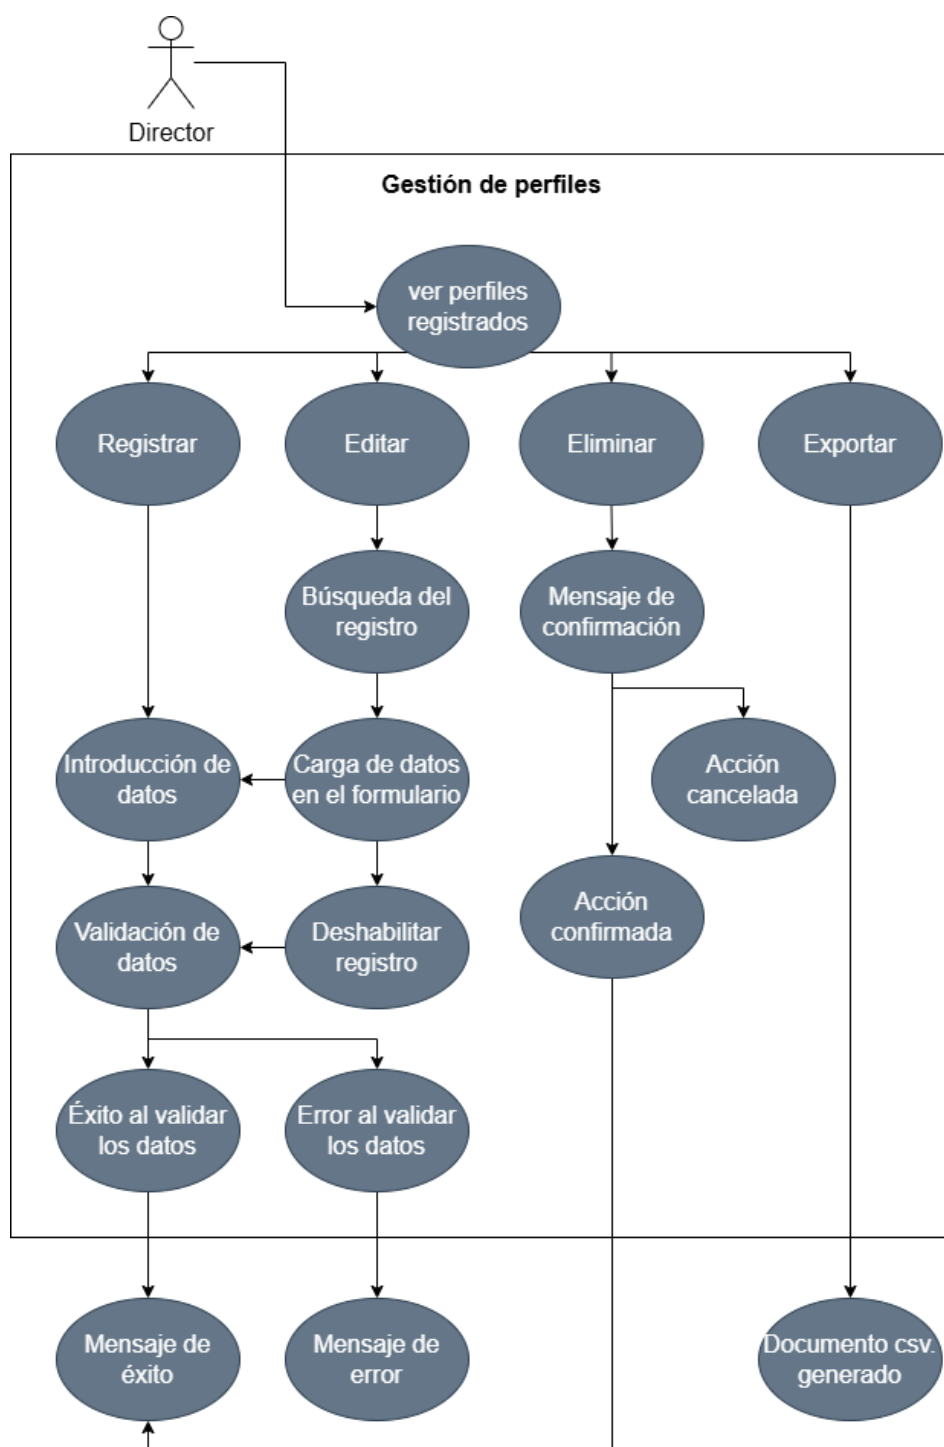 Director
Gestión de perfiles
ver perfiles
registrados
Registrar
Editar
Eliminar
Exportar
Búsqueda del
registro
Mensaje de
confirmación
Introducción de
datos
Carga de datos
en el formulario
Acción
cancelada
Acción
confirmada
Validación de
datos
Deshabilitar
registro
Éxito al validar
los datos
Error al validar
los datos
Mensaje de
éxito
Mensaje de
error
Documento csv.
generado